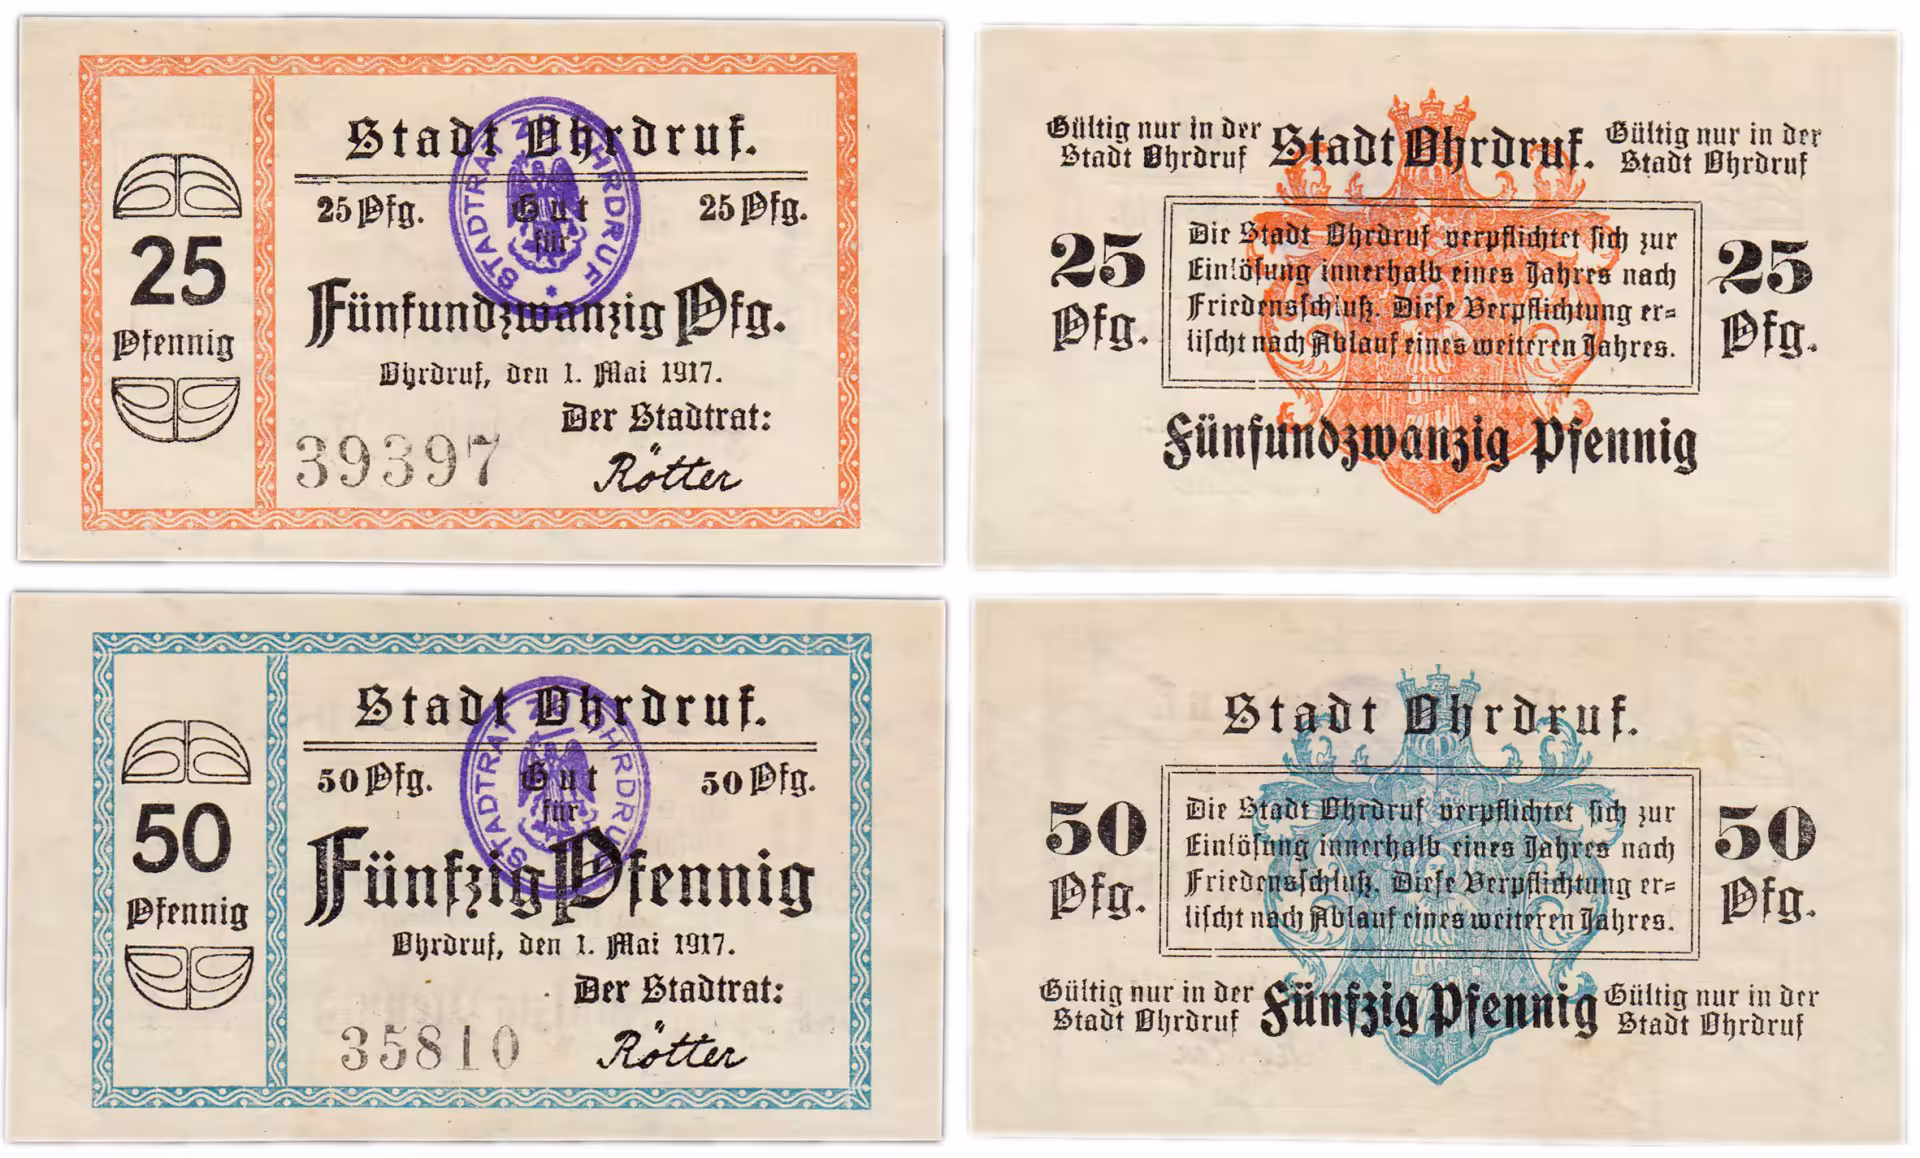 Stadt Ohrdruf.
25 Pfg. Gut für 25 Pfg.
25
Pfennig
Fünfundzwanzig Pfg.
Ohrdruf, den 1. Mai 1917.
Der Stadtrat:
39397
Rötter
STADTRAT ZU OHRDRUF *
Gültig nur in der
Stadt Ohrdruf
Stadt Ohrdruf.
Gültig nur in der
Stadt Ohrdruf
25
Pfg.
Die Stadt Ohrdruf verpflichtet sich zur
Einlösung innerhalb eines Jahres nach
Friedensschluß. Diese Verpflichtung er-
lischt nach Ablauf eines weiteren Jahres.
25
Pfg.
Fünfundzwanzig Pfennig
Stadt Ohrdruf.
50 Pfg. Gut für 50 Pfg.
50
Pfennig
Fünfzig Pfennig
Ohrdruf, den 1. Mai 1917.
Der Stadtrat:
35810
Rötter
STADTRAT ZU OHRDRUF
Stadt Ohrdruf.
50
Pfg.
Die Stadt Ohrdruf verpflichtet sich zur
Einlösung innerhalb eines Jahres nach
Friedensschluß. Diese Verpflichtung er-
lischt nach Ablauf eines weiteren Jahres.
50
Pfg.
Gültig nur in der
Stadt Ohrdruf
Fünfzig Pfennig
Gültig nur in der
Stadt Ohrdruf